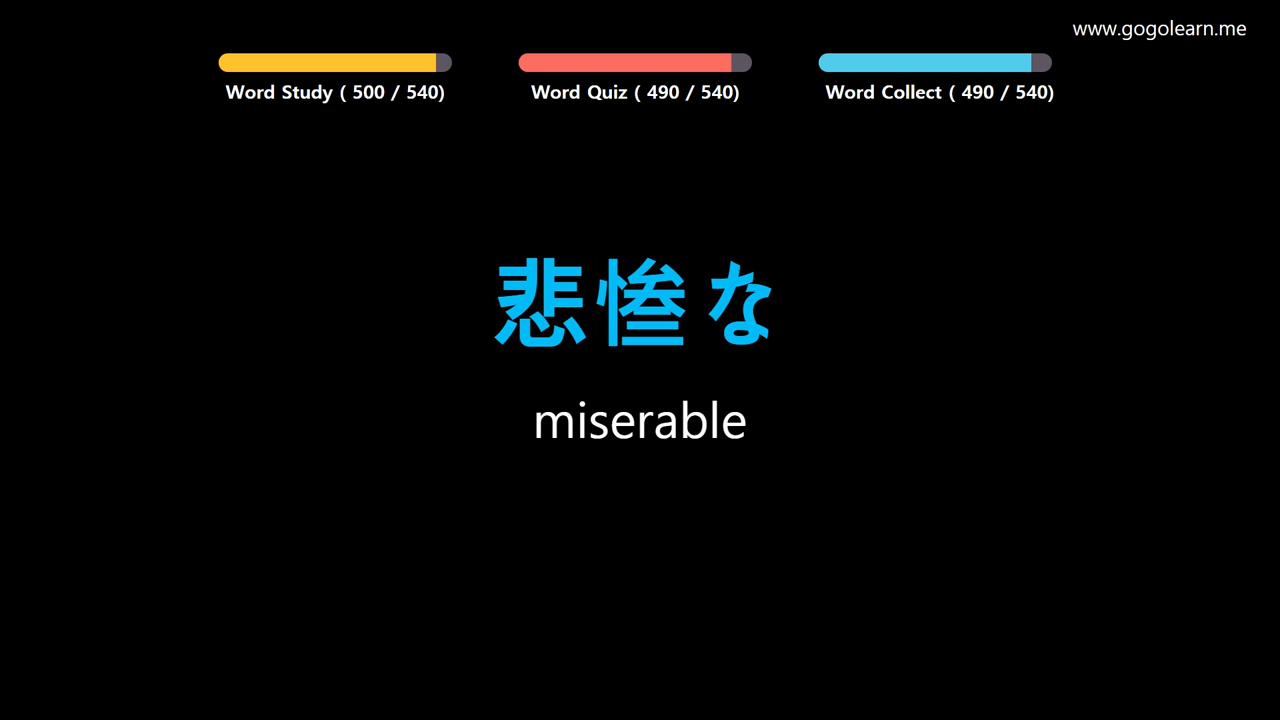 www.gogolearn.me
Word Study ( 500 / 540)
Word Quiz ( 490 / 540)
Word Collect ( 490 / 540)
悲惨な
miserable